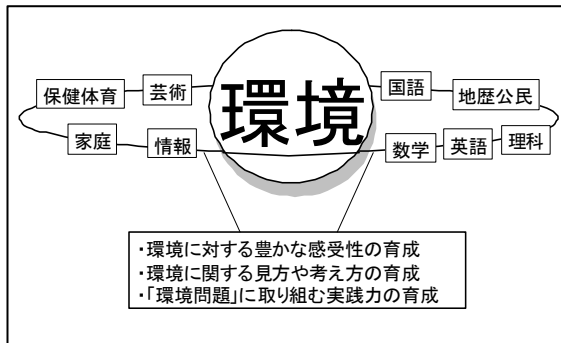 環境
保健体育
芸術
国語
地歴公民
家庭
情報
数学
英語
理科
・環境に対する豊かな感受性の育成
・環境に関する見方や考え方の育成
・「環境問題」に取り組む実践力の育成